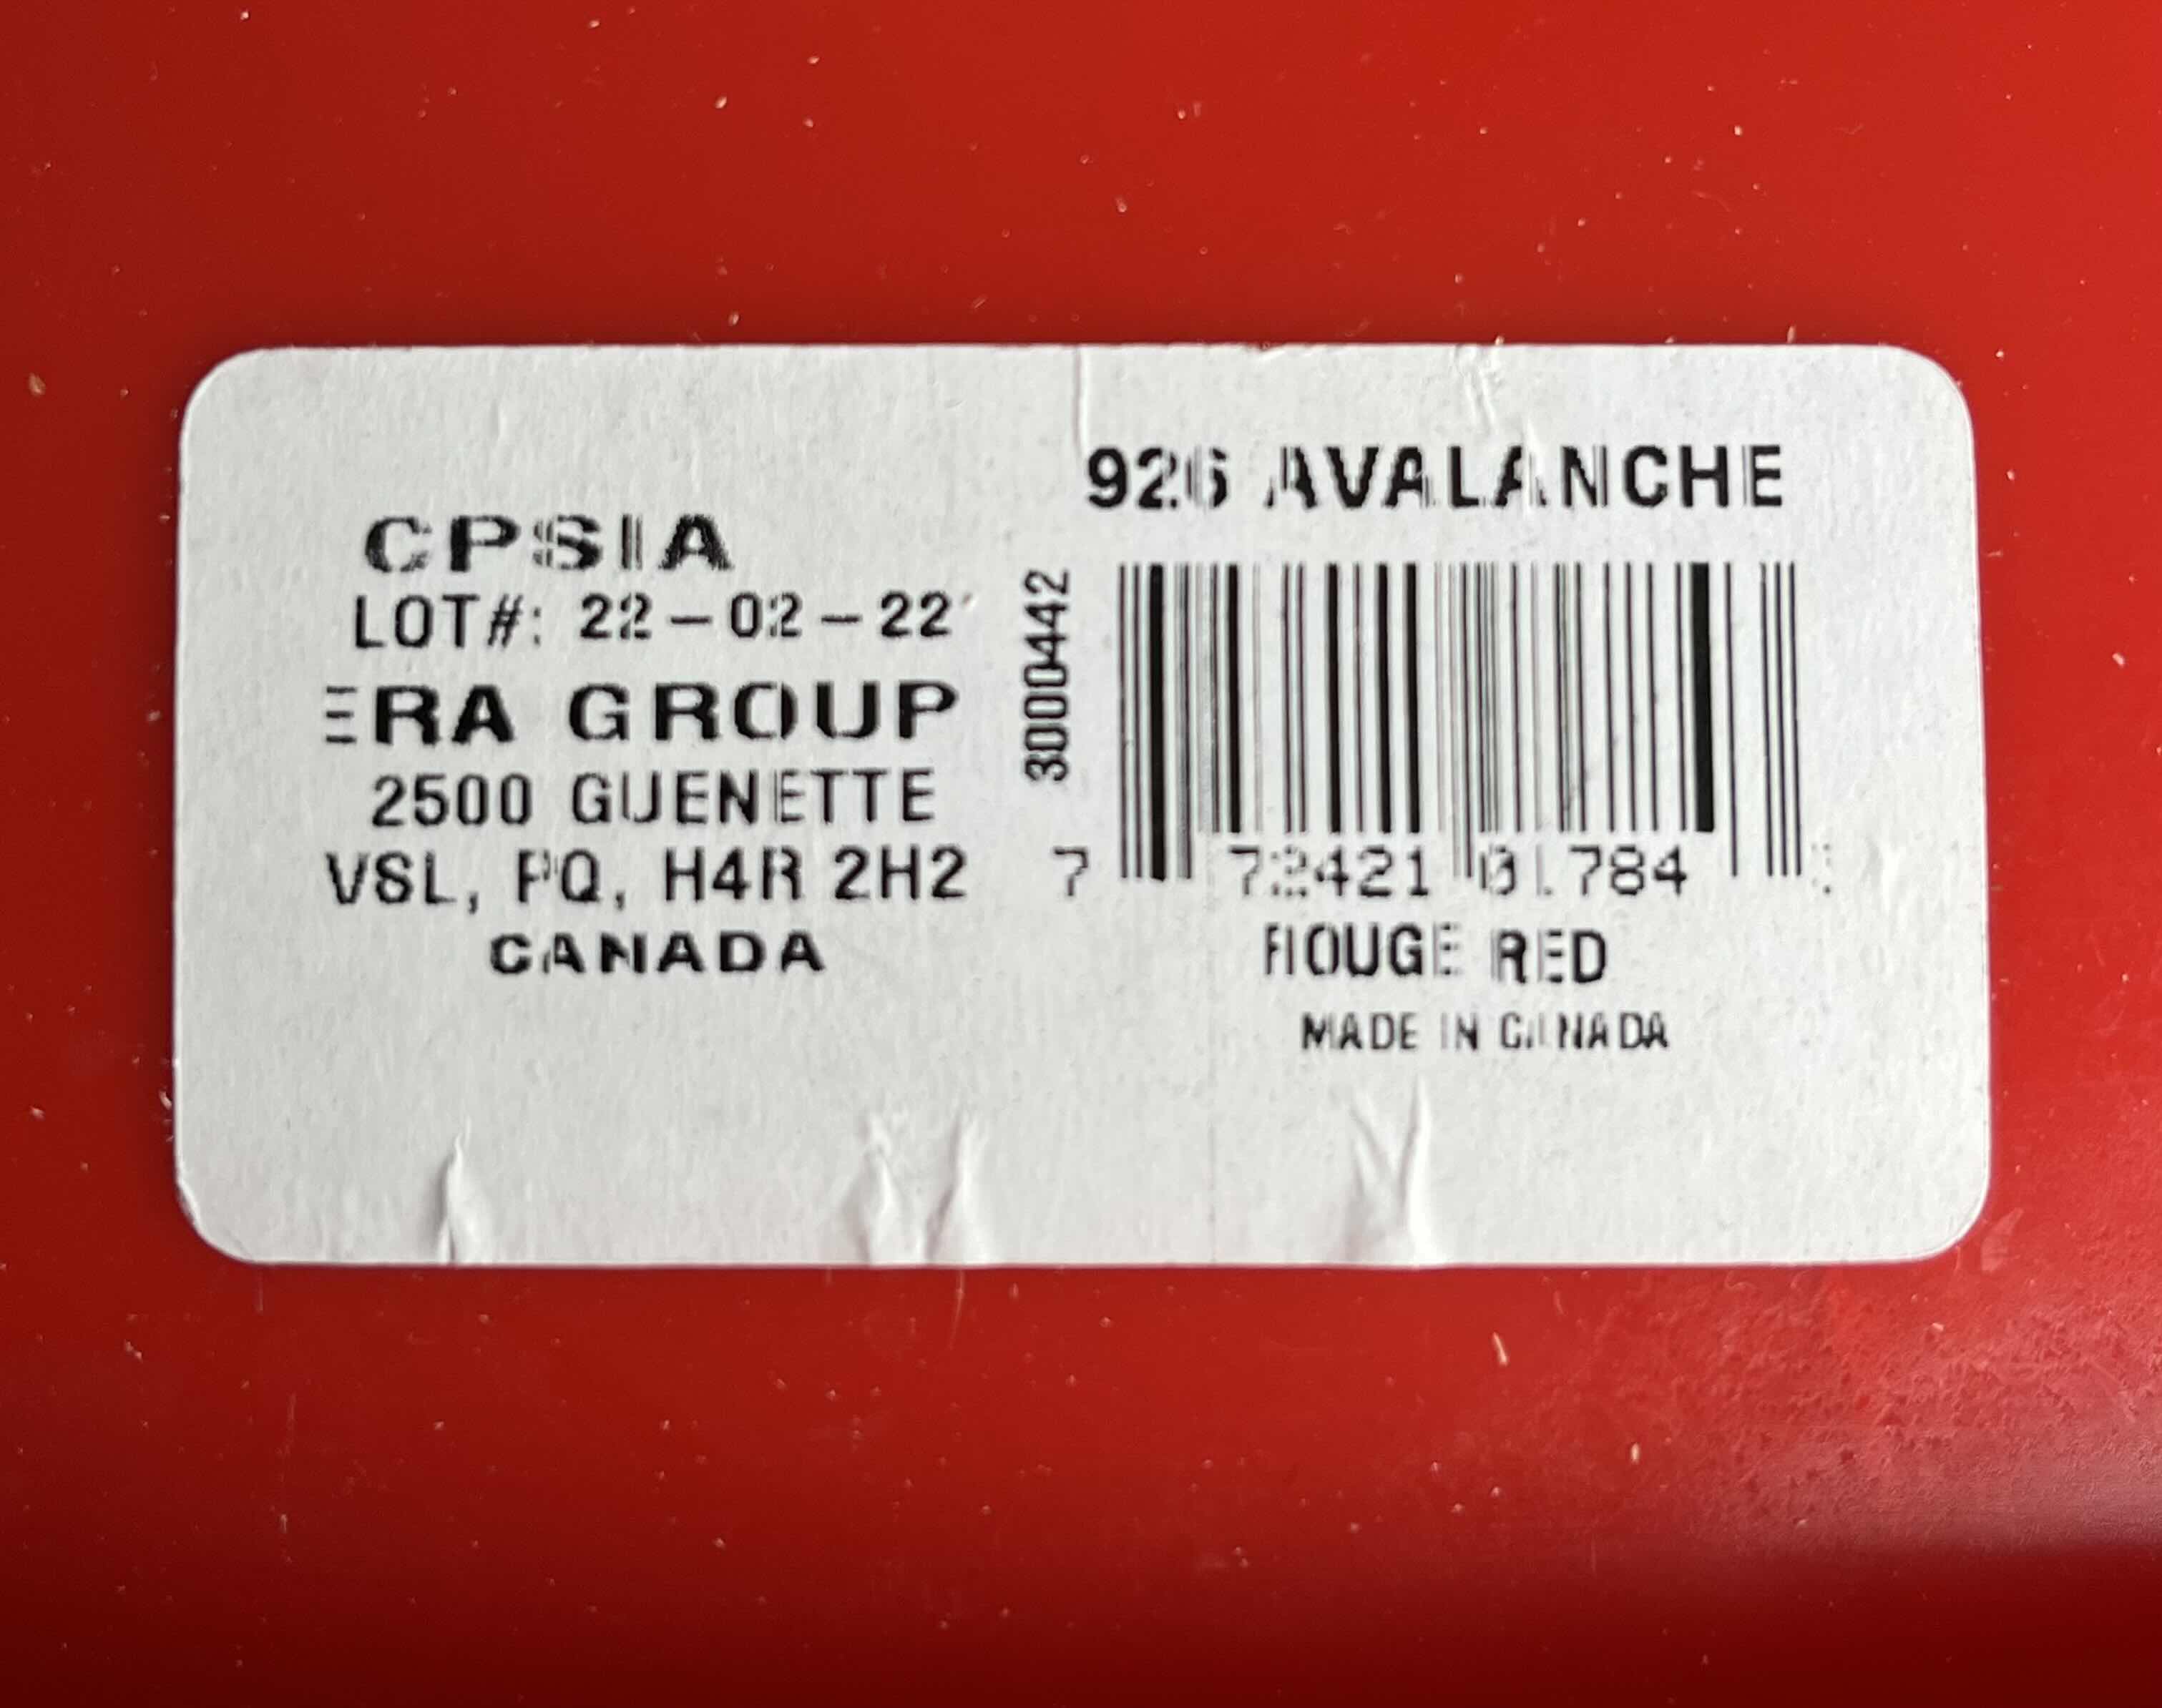 CPSIA
LOT#: 22-02-22
ERA GROUP
2500 GUENETTE
VSL, PQ, H4R 2H2
CANADA
926 AVALANCHE
3000442
7 72421 01784
ROUGE RED
MADE IN CANADA